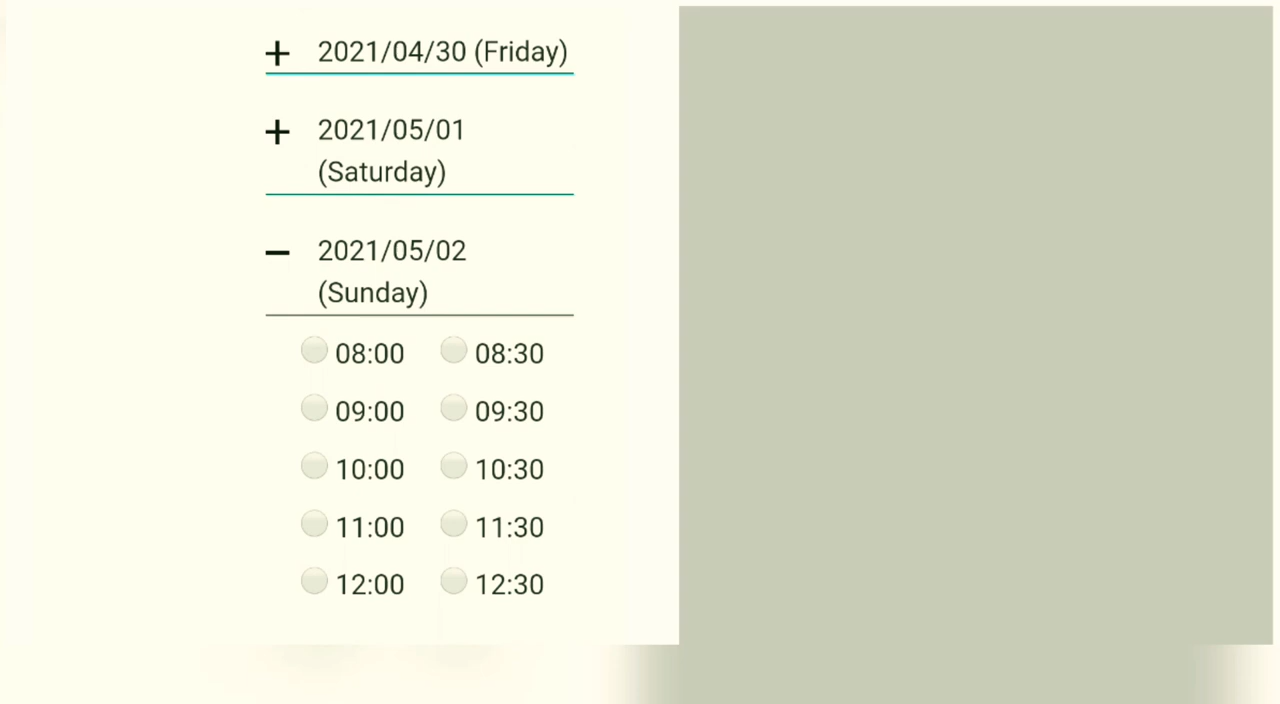 + 2021/04/30 (Friday)
+ 2021/05/01
(Saturday)
− 2021/05/02
(Sunday)
08:00 08:30
09:00 09:30
10:00 10:30
11:00 11:30
12:00 12:30